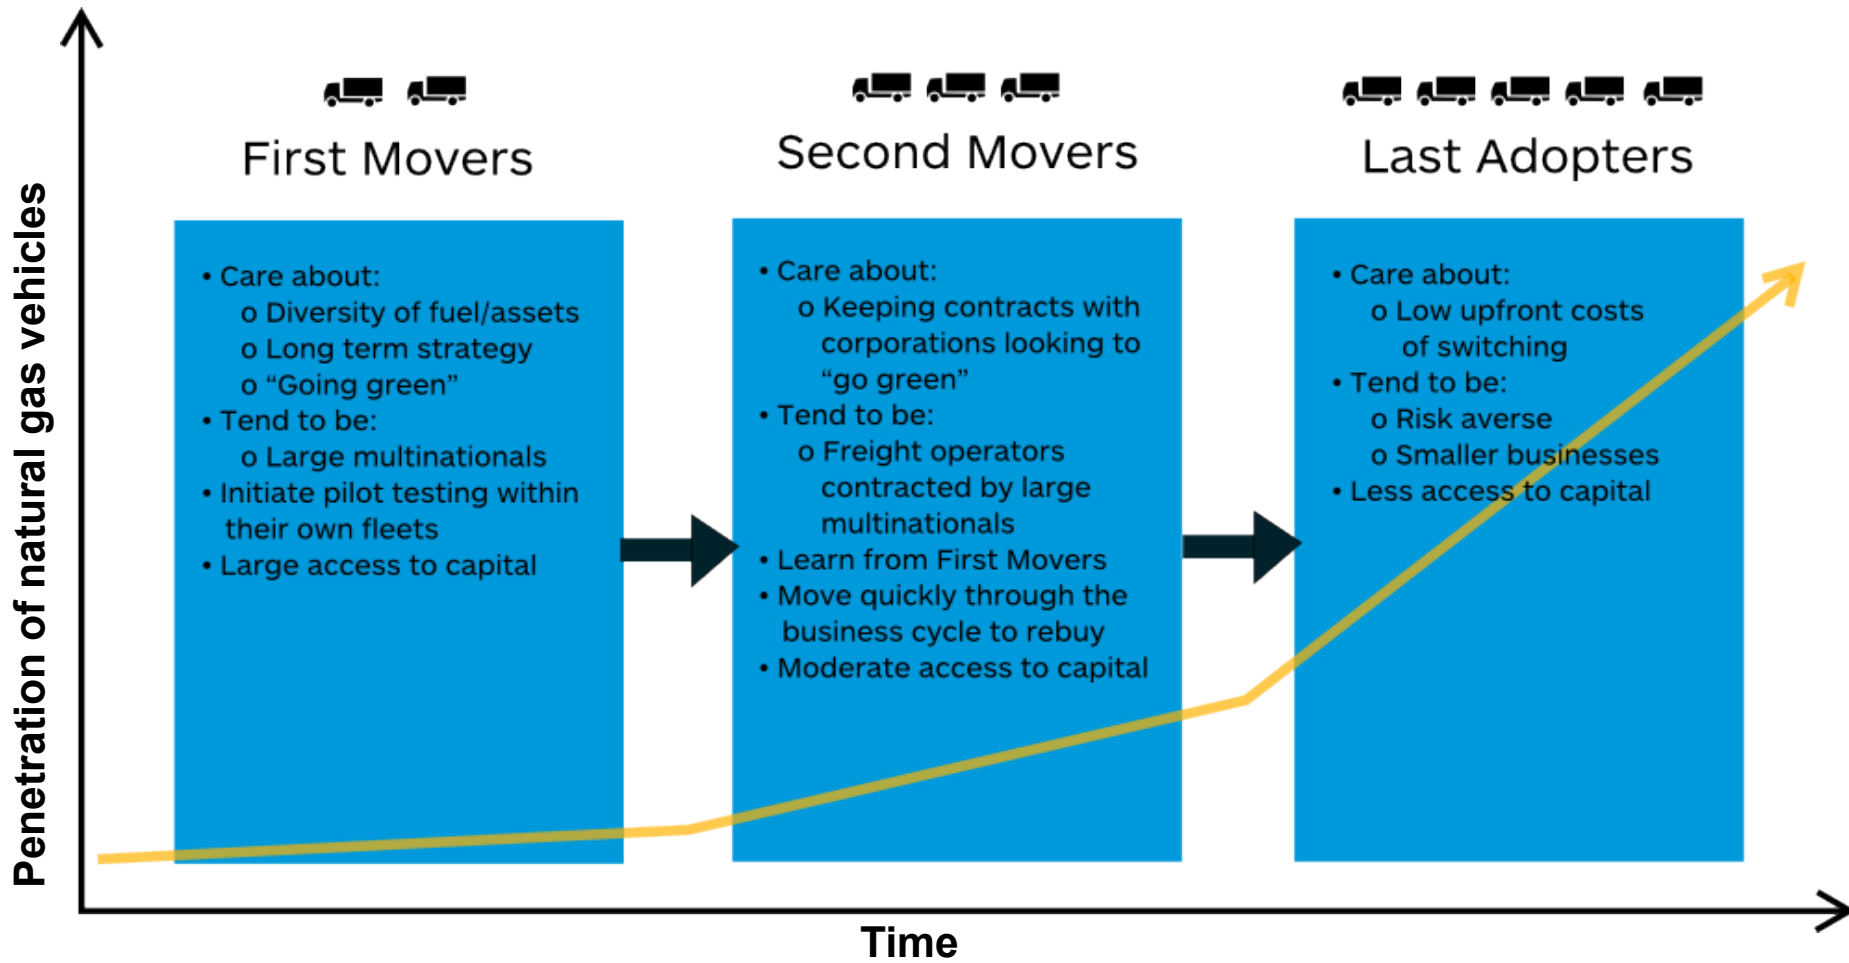 Penetration of natural gas vehicles
First Movers
• Care about:
o Diversity of fuel/assets
o Long term strategy
o “Going green”
• Tend to be:
o Large multinationals
• Initiate pilot testing within
their own fleets
• Large access to capital
Second Movers
• Care about:
o Keeping contracts with
corporations looking to
“go green”
• Tend to be:
o Freight operators
contracted by large
multinationals
• Learn from First Movers
• Move quickly through the
business cycle to rebuy
• Moderate access to capital
Last Adopters
• Care about:
o Low upfront costs
of switching
• Tend to be:
o Risk averse
o Smaller businesses
• Less access to capital
Time